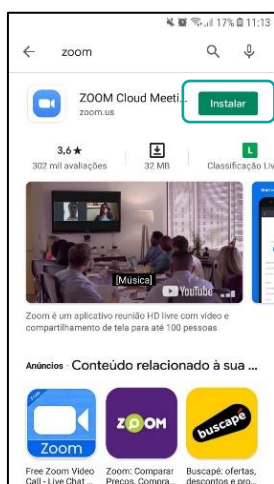 17% 11:13
zoom
ZOOM Cloud Meeti...
zoom.us
Instalar
3,6★
302 mil avaliações
32 MB
L
Classificação Liv
[Música]
YouTube
Zoom é um aplicativo reunião HD livre com vídeo e
compartilhamento de tela para até 100 pessoas
Anúncios · Conteúdo relacionado à sua ...
Free
Zoom
ZOOM
buscapé
Free Zoom Video
Call - Live Chat ...
Zoom: Comparar
Preços, Compra...
Buscapé: ofertas,
descontos e pro...